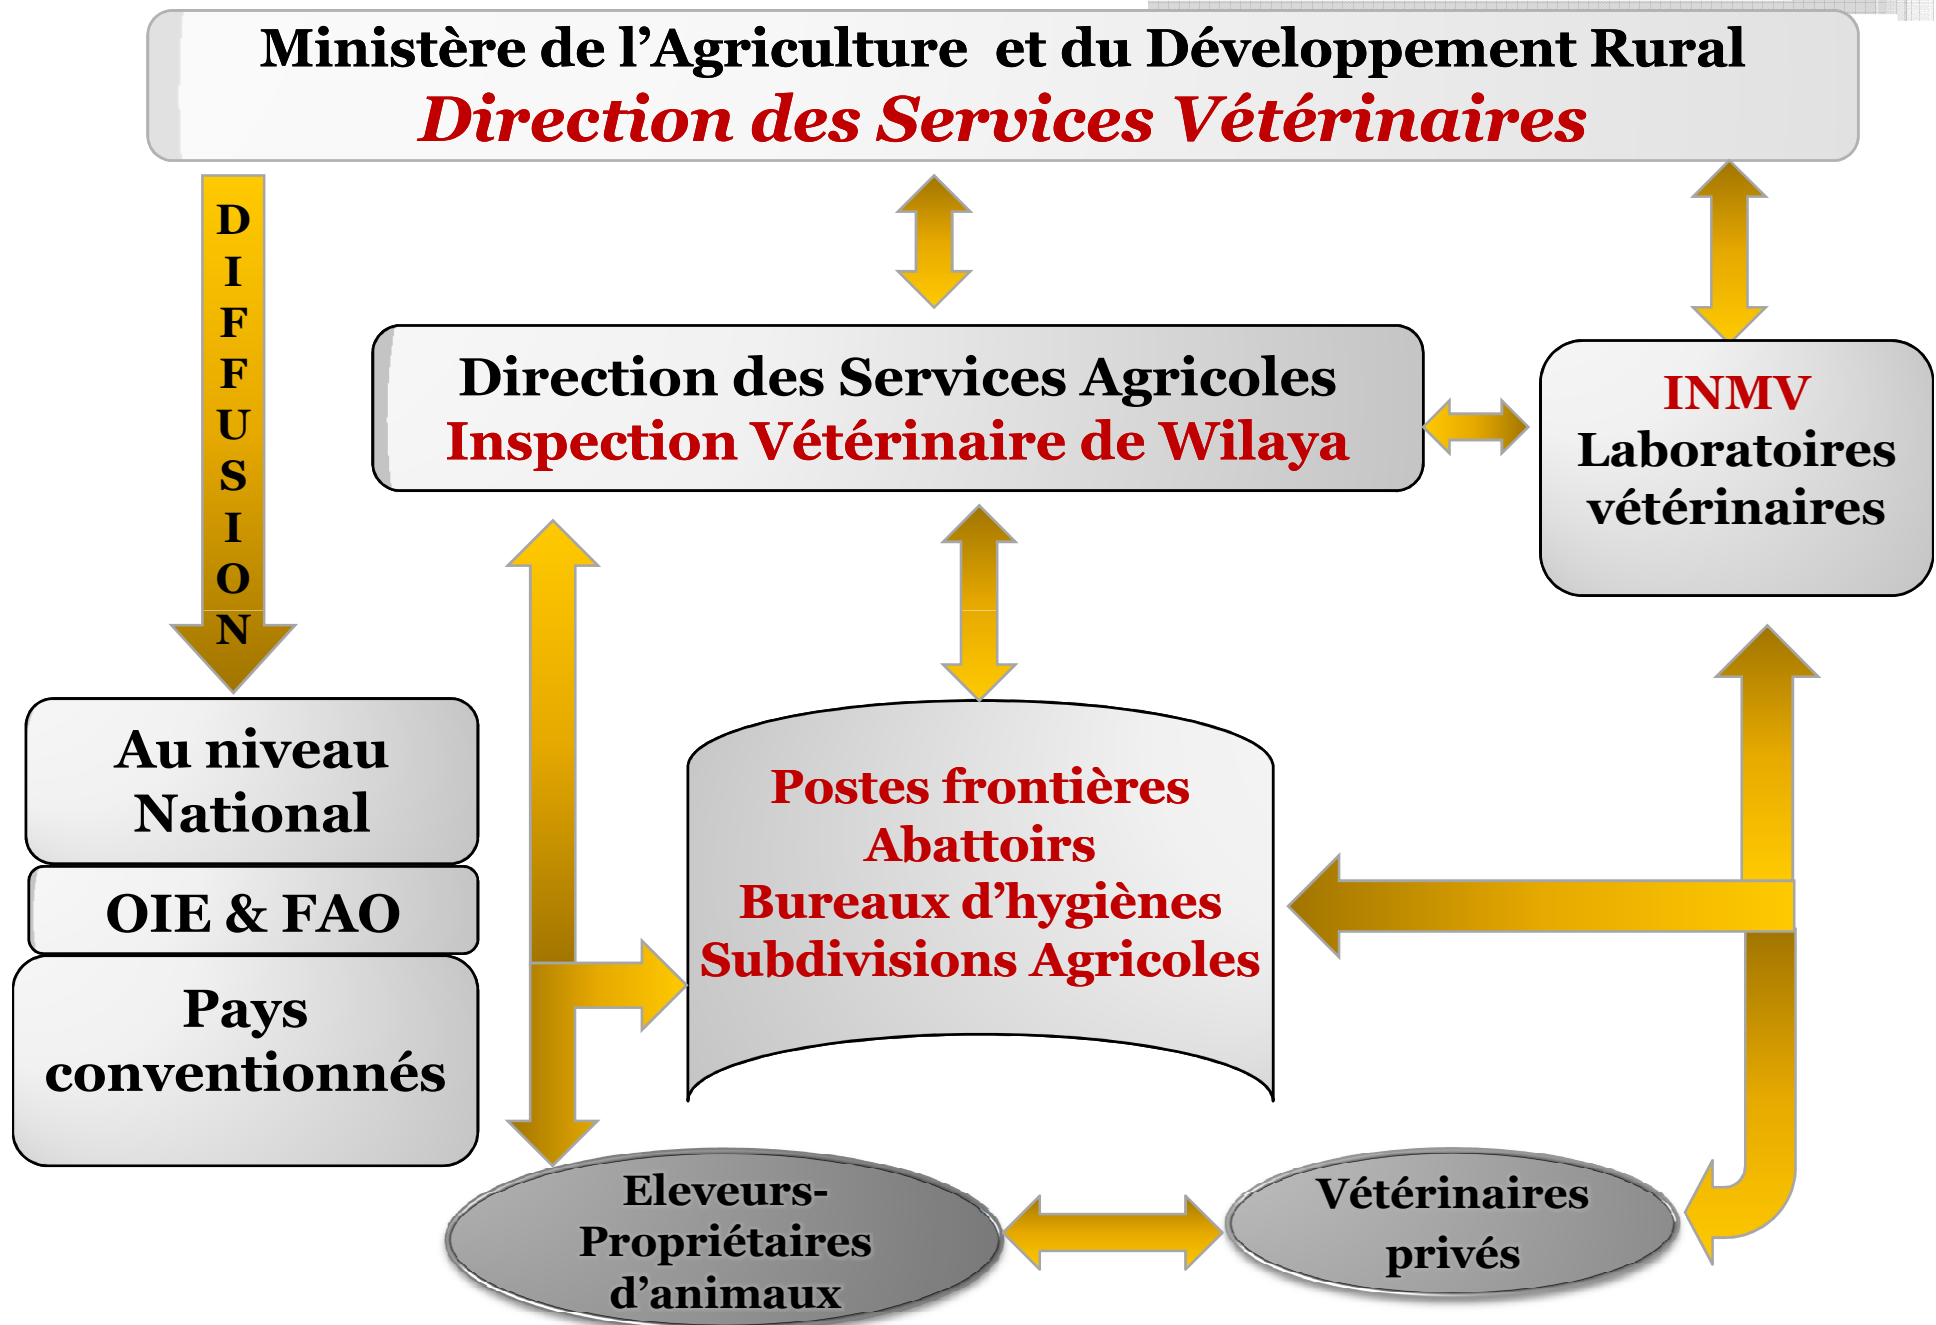 Ministère de l’Agriculture et du Développement Rural
Direction des Services Vétérinaires
DIFFUSION
Direction des Services Agricoles
Inspection Vétérinaire de Wilaya
INMV
Laboratoires
vétérinaires
Au niveau
National
OIE & FAO
Pays
conventionnés
Postes frontières
Abattoirs
Bureaux d’hygiènes
Subdivisions Agricoles
Eleveurs-
Propriétaires
d’animaux
Vétérinaires
privés